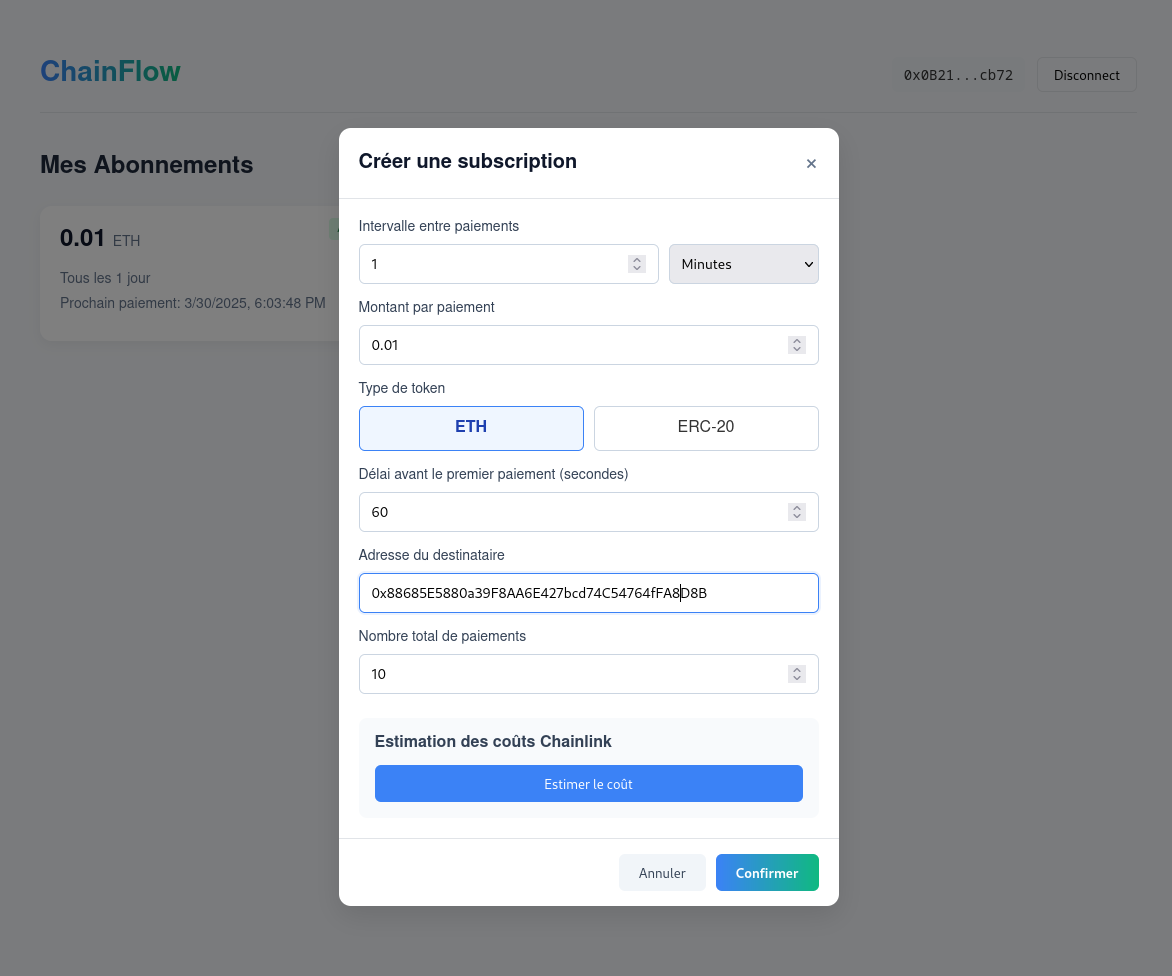 ChainFlow
0x0B21...cb72
Disconnect
Mes Abonnements
0.01 ETH
Tous les 1 jour
Prochain paiement: 3/30/2025, 6:03:48 PM
Créer une subscription
×
Intervalle entre paiements
1
Minutes
Montant par paiement
0.01
Type de token
ETH
ERC-20
Délai avant le premier paiement (secondes)
60
Adresse du destinataire
0x88685E5880a39F8AA6E427bcd74C54764fFA8D8B
Nombre total de paiements
10
Estimation des coûts Chainlink
Estimer le coût
Annuler
Confirmer